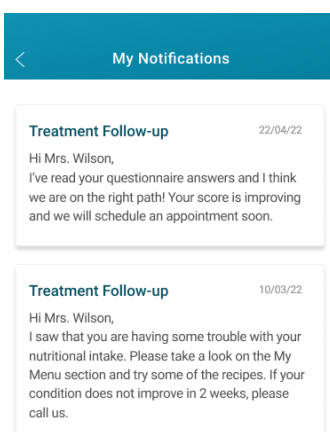 My Notifications
Treatment Follow-up 22/04/22
Hi Mrs. Wilson,
I've read your questionnaire answers and I think
we are on the right path! Your score is improving
and we will schedule an appointment soon.
Treatment Follow-up 10/03/22
Hi Mrs. Wilson,
I saw that you are having some trouble with your
nutritional intake. Please take a look on the My
Menu section and try some of the recipes. If your
condition does not improve in 2 weeks, please
call us.